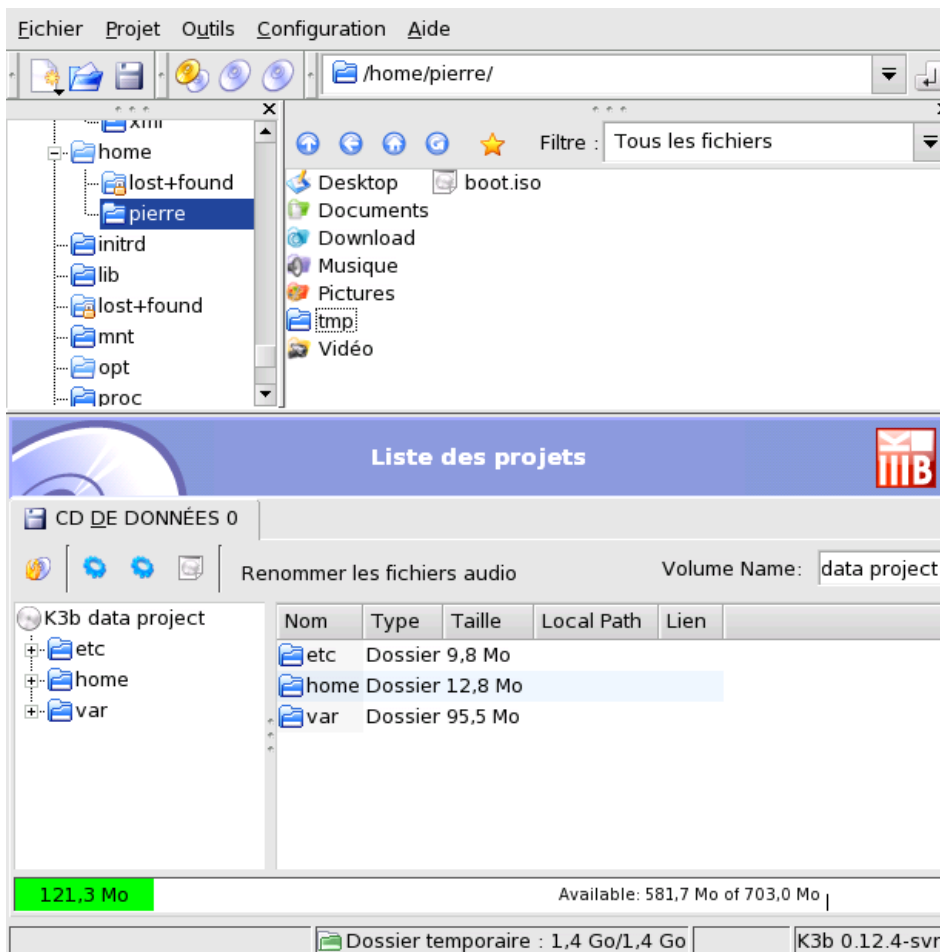 Fichier Projet Outils Configuration Aide
/home/pierre/
xml
home
lost+found
pierre
initrd
lib
lost+found
mnt
opt
proc
Filtre : Tous les fichiers
Desktop boot.iso
Documents
Download
Musique
Pictures
tmp
Vidéo
Liste des projets
K
IIIB
CD DE DONNÉES 0
Renommer les fichiers audio Volume Name: data project
K3b data project
etc
home
var
Nom Type Taille Local Path Lien
etc Dossier 9,8 Mo
home Dossier 12,8 Mo
var Dossier 95,5 Mo
121,3 Mo Available: 581,7 Mo of 703,0 Mo
Dossier temporaire : 1,4 Go/1,4 Go K3b 0.12.4-svn